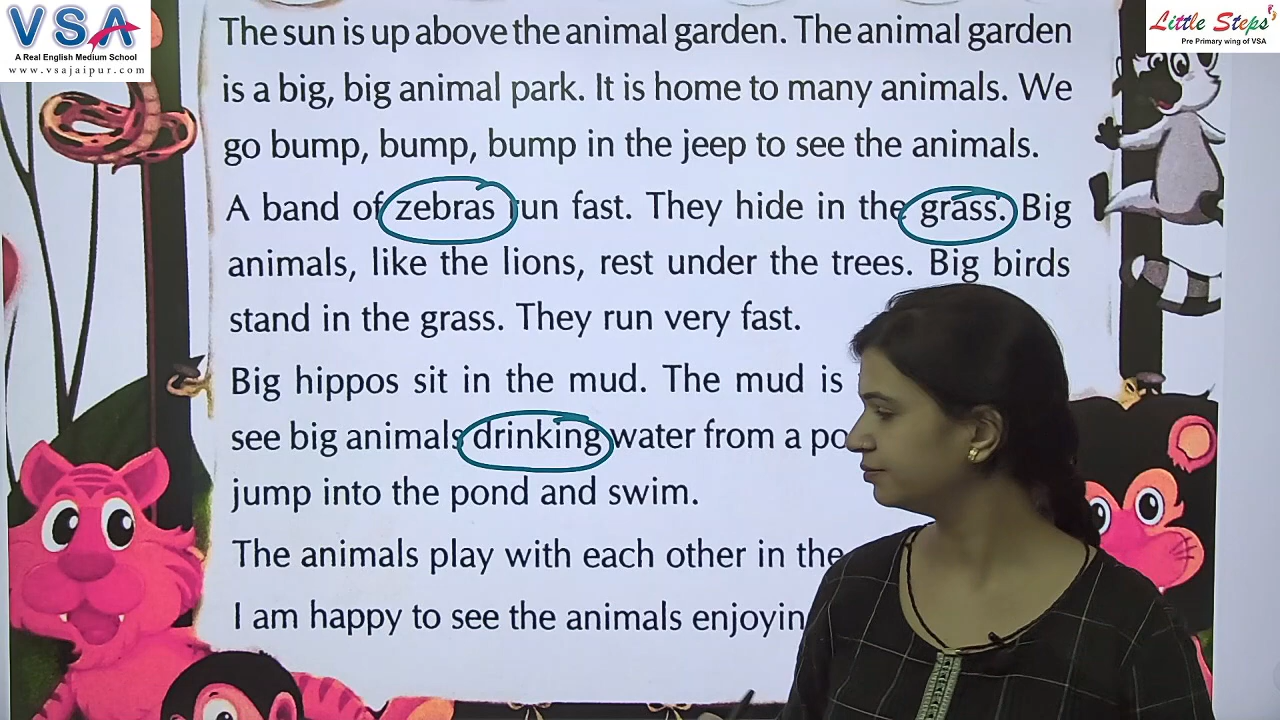 VSA
A Real English Medium School
www.vsajaipur.com
Little Steps
Pre Primary wing of VSA
The sun is up above the animal garden. The animal garden
is a big, big animal park. It is home to many animals. We
go bump, bump, bump in the jeep to see the animals.
A band of zebras run fast. They hide in the grass. Big
animals, like the lions, rest under the trees. Big birds
stand in the grass. They run very fast.
Big hippos sit in the mud. The mud is
see big animals drinking water from a
jump into the pond and swim.
The animals play with each other in the
I am happy to see the animals